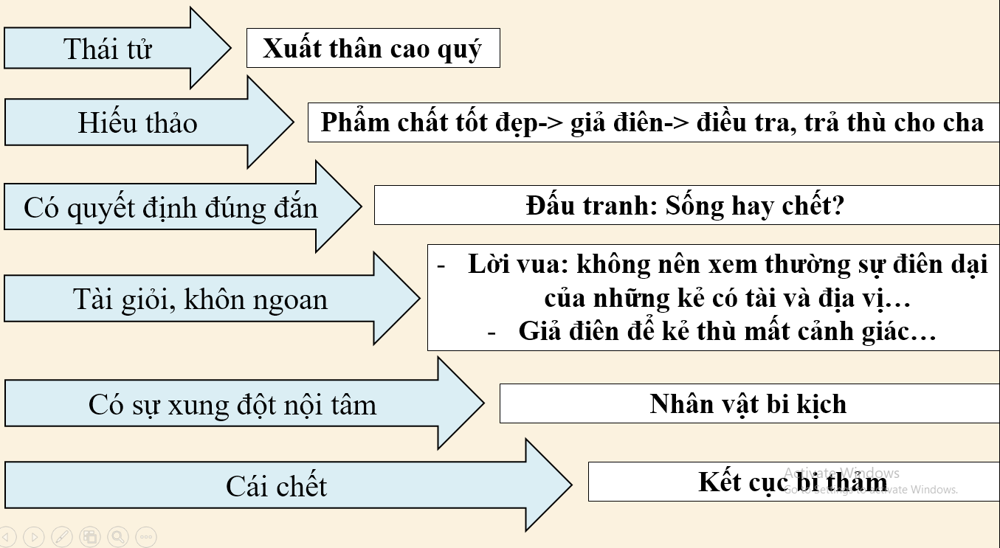 Thái tử
Xuất thân cao quý
Hiếu thảo
Phẩm chất tốt đẹp-> giả điên-> điều tra, trả thù cho cha
Có quyết định đúng đắn
Đấu tranh: Sống hay chết?
Tài giỏi, khôn ngoan
- Lời vua: không nên xem thường sự điên dại
của những kẻ có tài và địa vị…
- Giả điên để kẻ thù mất cảnh giác…
Có sự xung đột nội tâm
Nhân vật bi kịch
Cái chết
Kết cục bi thảm
Activate Windows
Go to Settings to activate Windows.